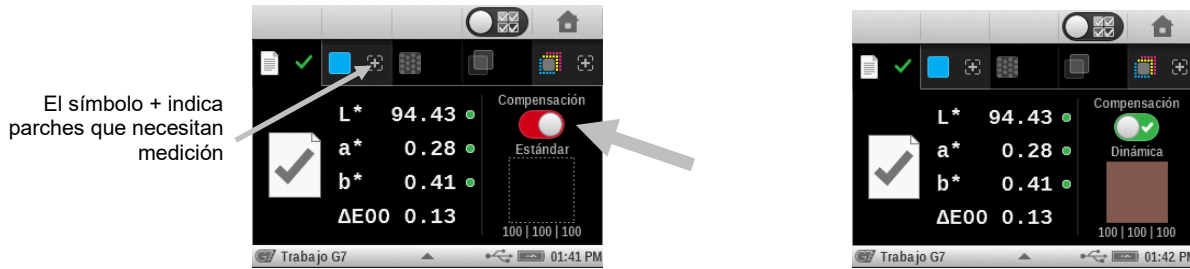 El símbolo + indica
parches que necesitan
medición
L* 94.43
a* 0.28
b* 0.41
ΔE00 0.13
Compensación
Estándar
100 | 100 | 100
G7 Trabajo G7
01:41 PM
L* 94.43
a* 0.28
b* 0.41
ΔE00 0.13
Compensación
Dinámica
100 | 100 | 100
G7 Trabajo G7
01:42 PM